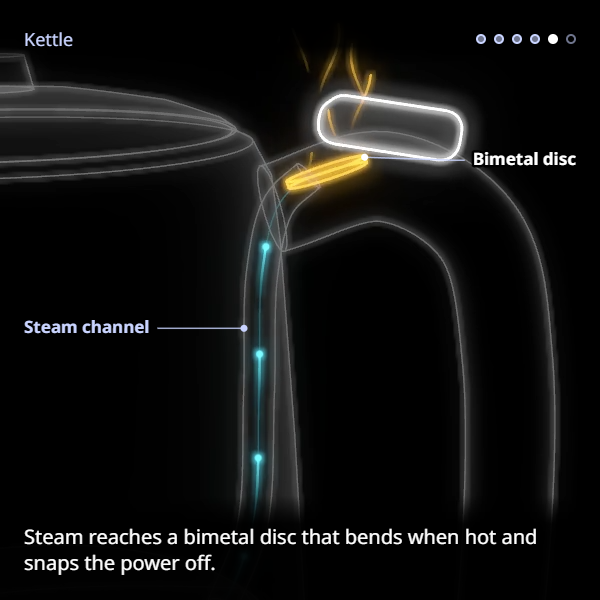 Kettle
Bimetal disc
Steam channel
Steam reaches a bimetal disc that bends when hot and
snaps the power off.